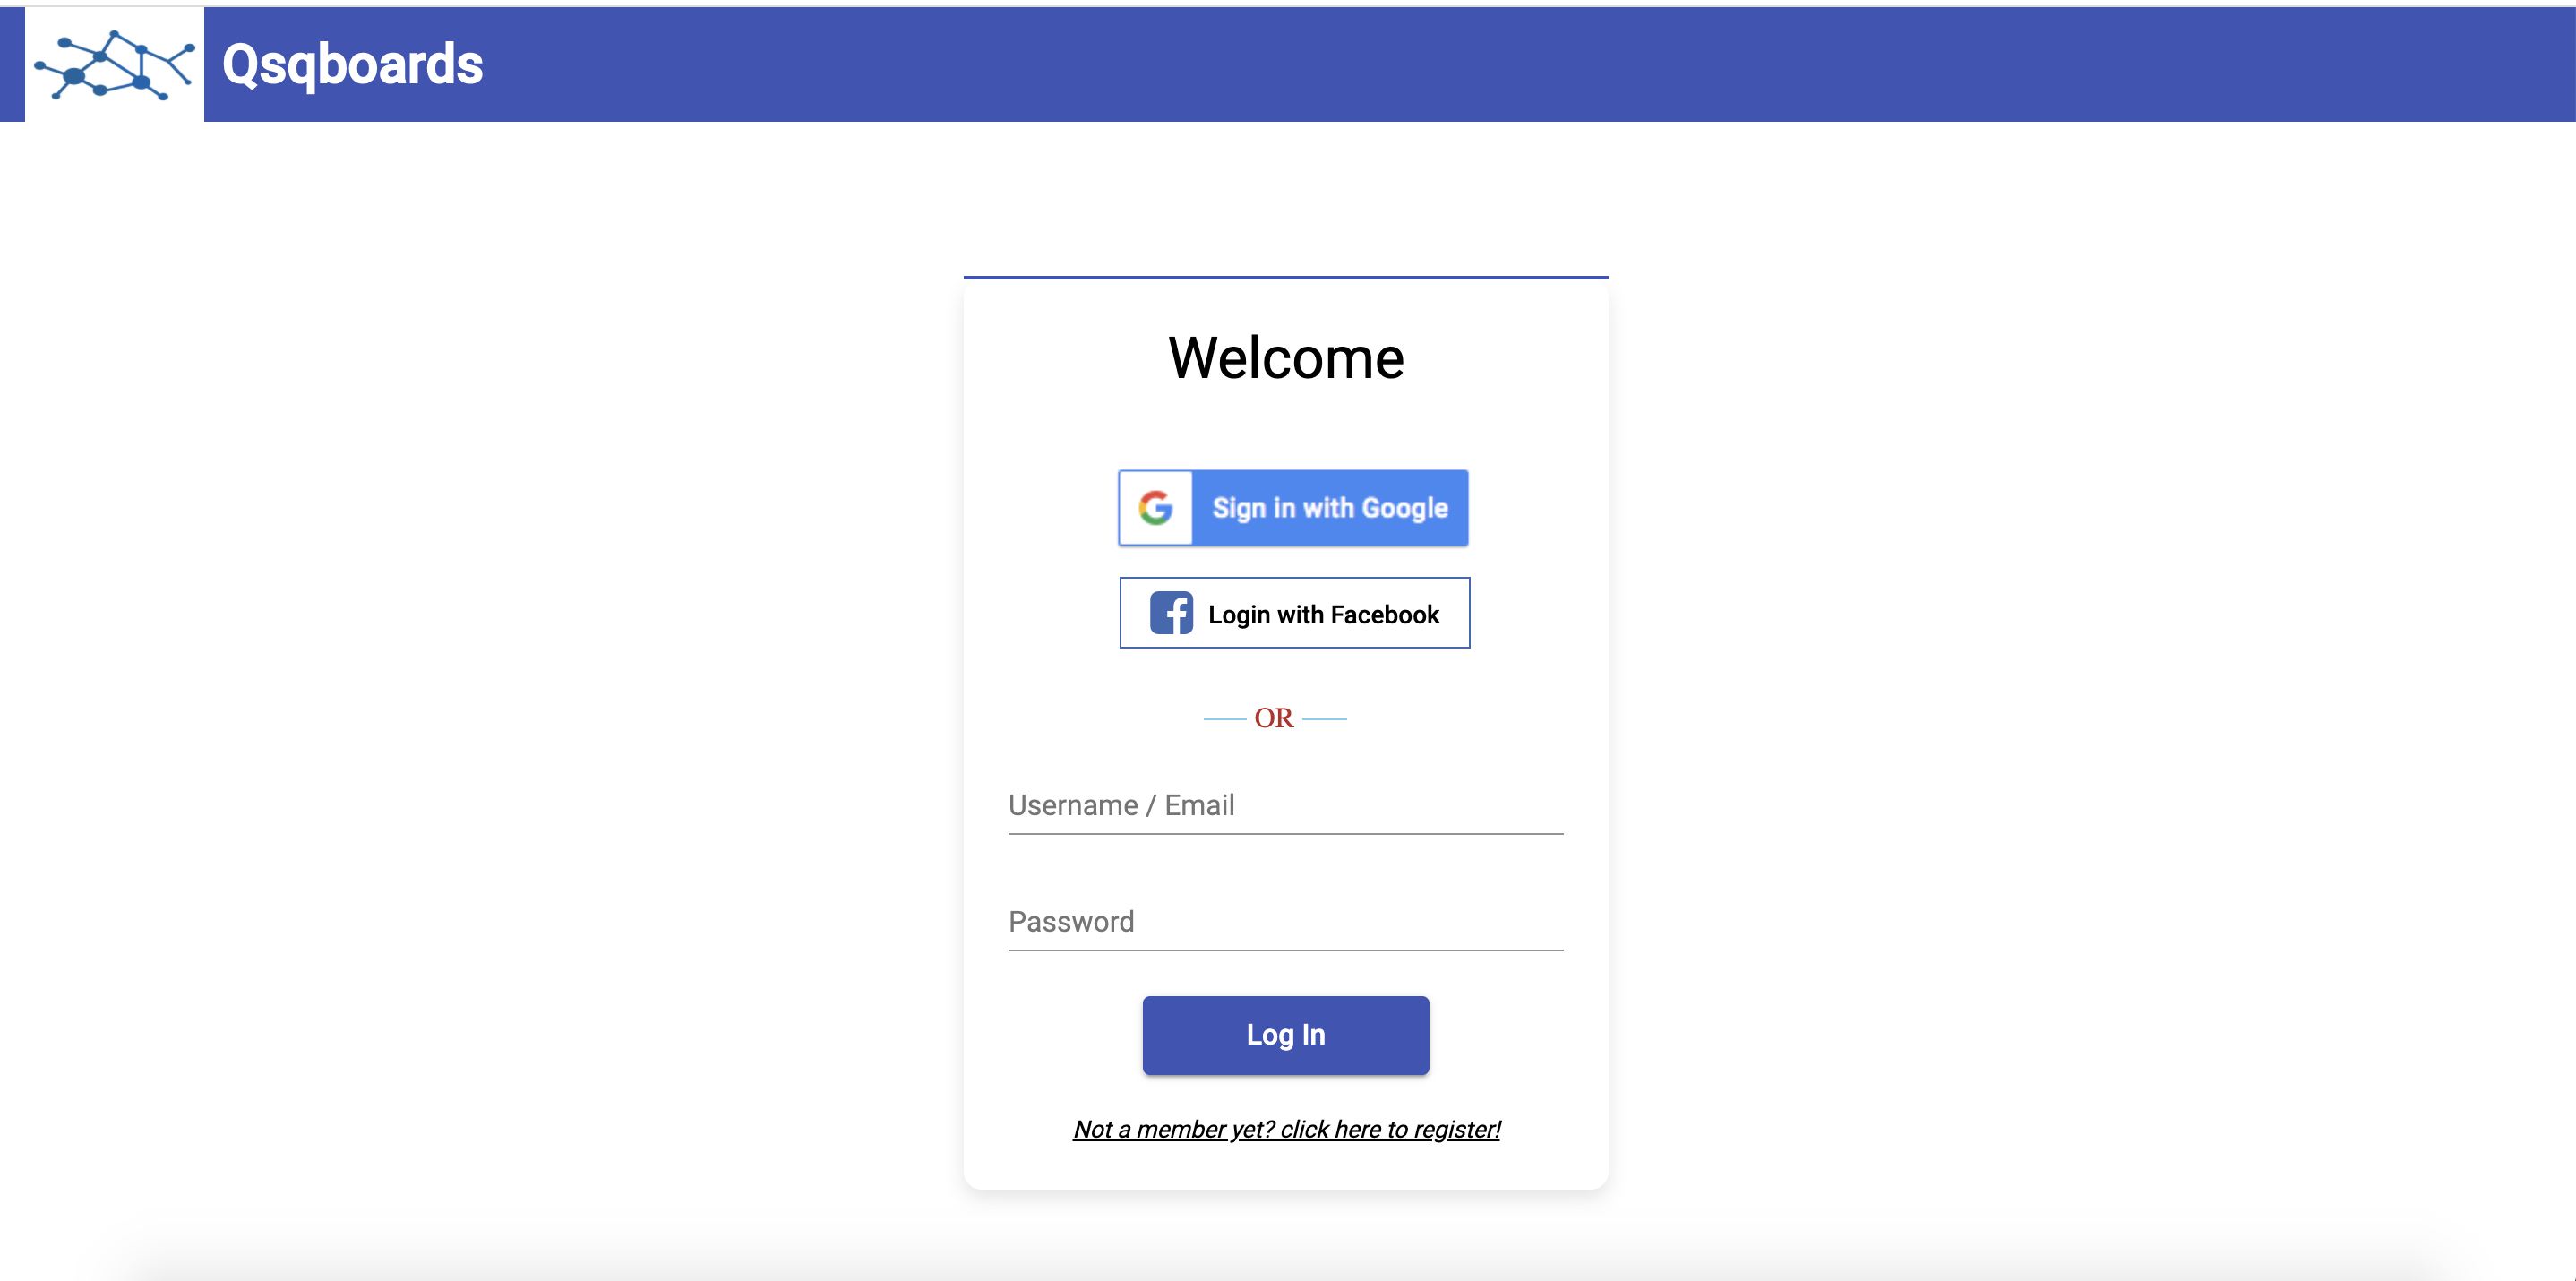 Qsqboards
Welcome
Sign in with Google
Login with Facebook
OR
Username / Email
Password
Log In
Not a member yet? click here to register!